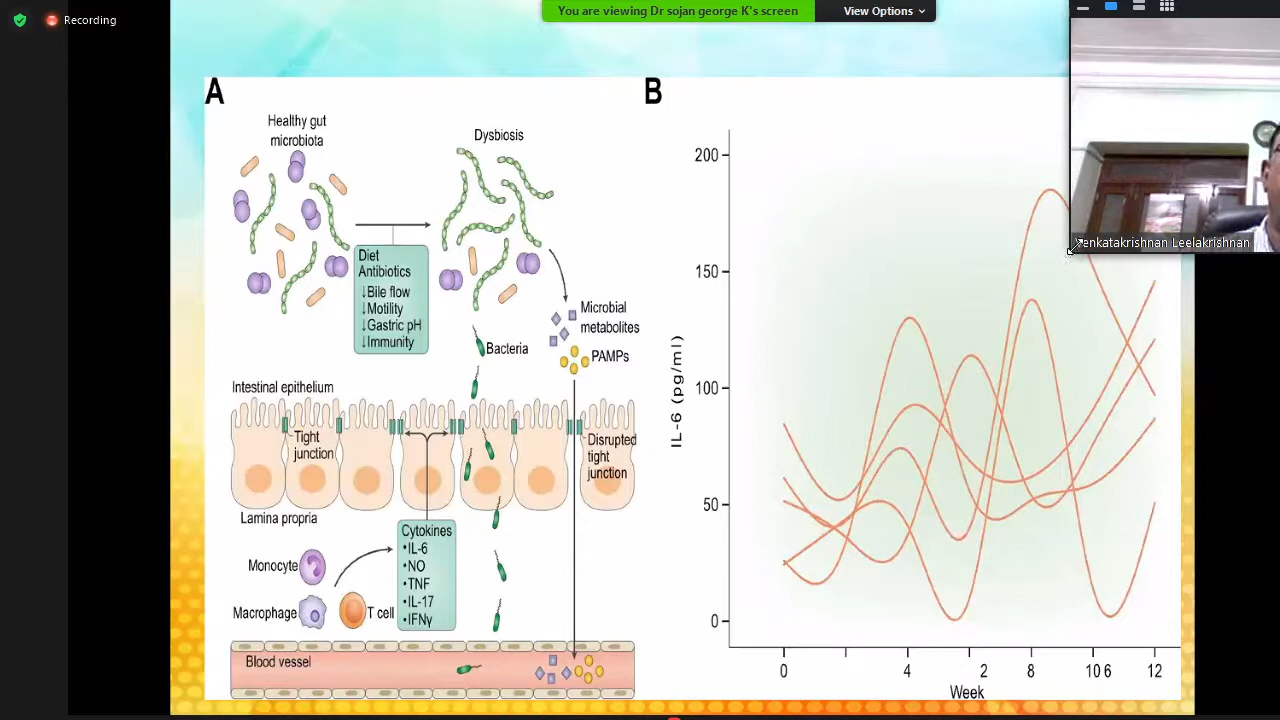 Recording
You are viewing Dr sojan george K's screen
View Options
A
B
Healthy gut
microbiota
Dysbiosis
Diet
Antibiotics
↓Bile flow
↓Motility
↓Gastric pH
↓Immunity
Bacteria
Microbial
metabolites
PAMPs
Intestinal epithelium
Tight
junction
Disrupted
tight
junction
Lamina propria
Monocyte
Macrophage
T cell
Cytokines
•IL-6
•NO
•TNF
•IL-17
•IFNγ
Blood vessel
200
150
100
50
0
IL-6 (pg/ml)
0 4 2 8 10 6 12
Week
Venkatakrishnan Leelakrishnan